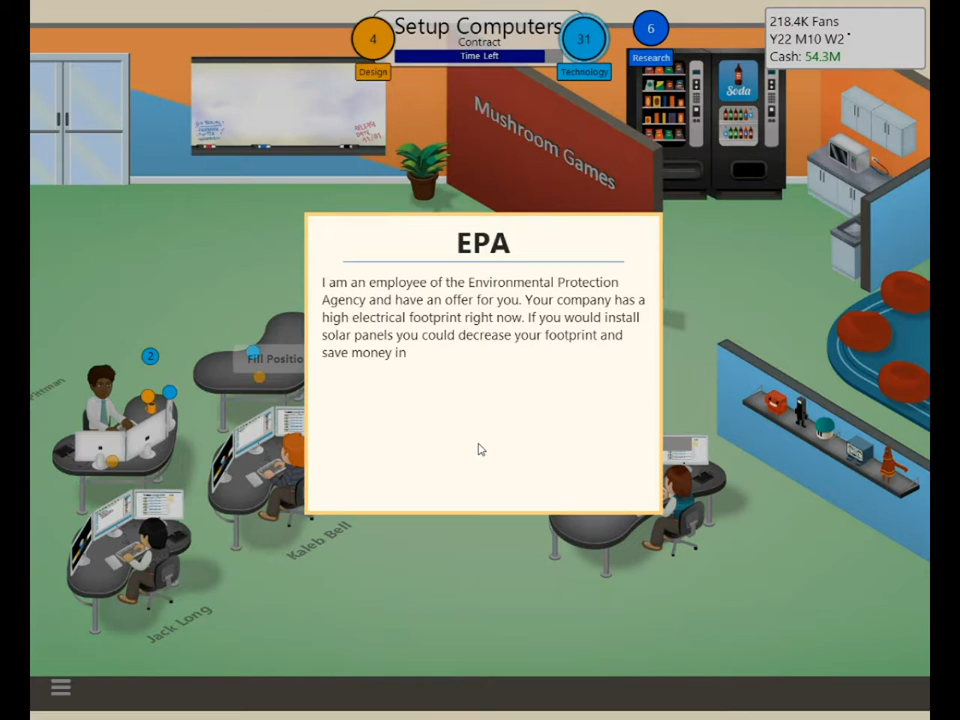 Setup Computers
Contract
Time Left
4
Design
31
Technology
6
Research
218.4K Fans
Y22 M10 W2
Cash: 54.3M
Soda
Mushroom Games
EPA
I am an employee of the Environmental Protection
Agency and have an offer for you. Your company has a
high electrical footprint right now. If you would install
solar panels you could decrease your footprint and
save money in
2
Fill Positio
Pittman
Kaleb Bell
Jack Long